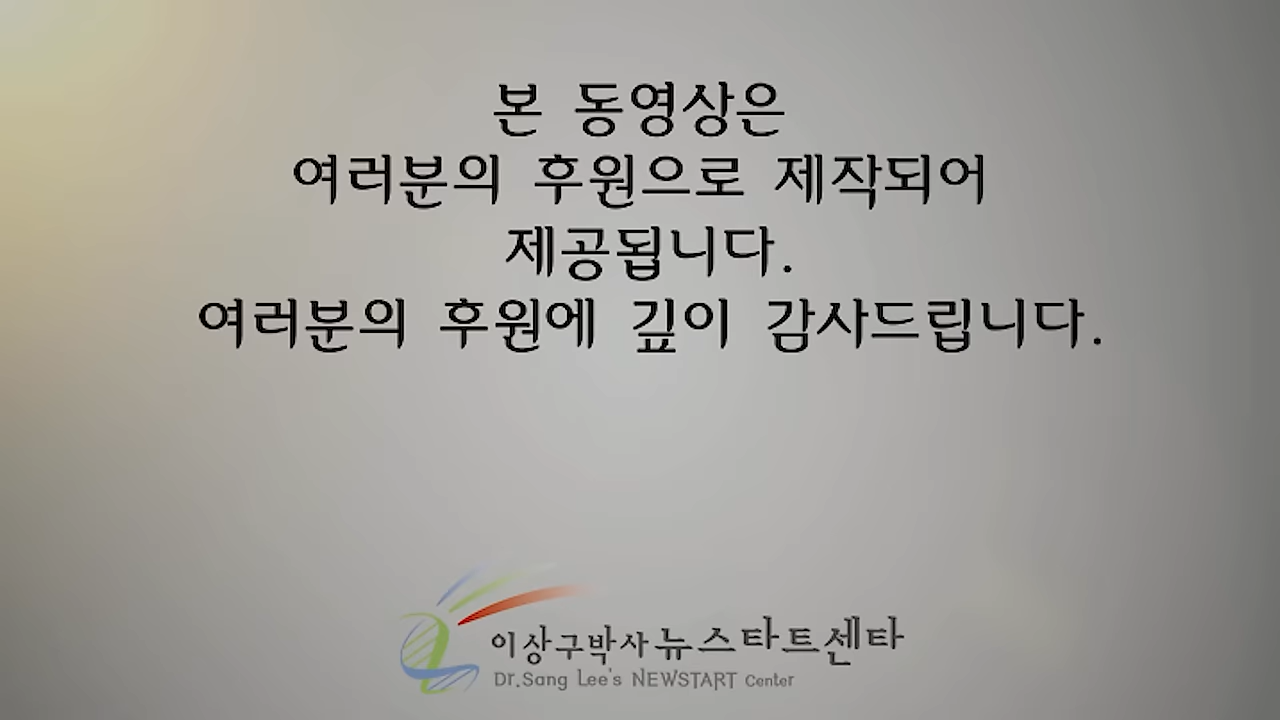 본 동영상은
여러분의 후원으로 제작되어
제공됩니다.
여러분의 후원에 깊이 감사드립니다.
이상구박사 뉴스타트센타
Dr.Sang Lee's NEWSTART Center